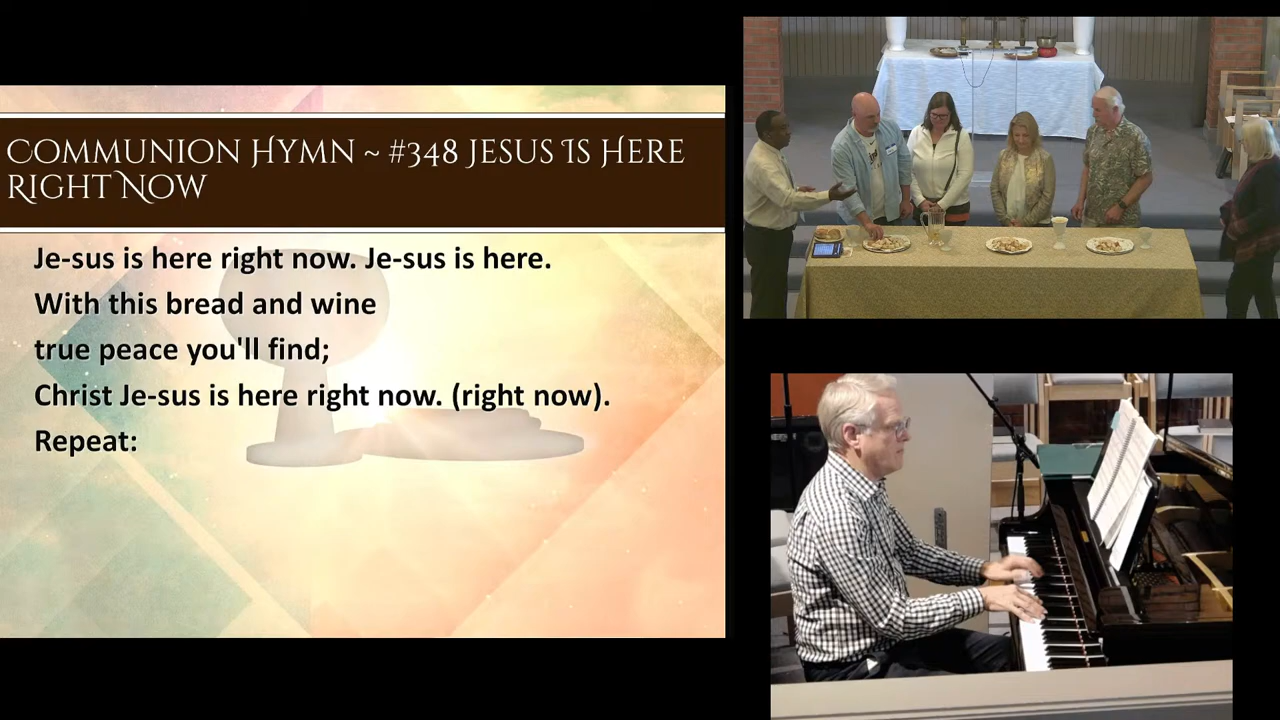 Communion Hymn ~ #348 Jesus Is Here
Right Now
Je-sus is here right now. Je-sus is here.
With this bread and wine
true peace you'll find;
Christ Je-sus is here right now. (right now).
Repeat: